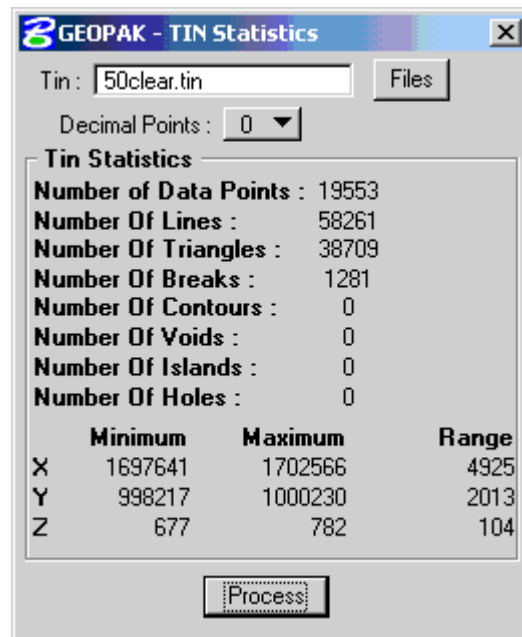 GEOPAK - TIN Statistics
Tin : 50clear.tin Files
Decimal Points : 0
Tin Statistics
Number of Data Points : 19553
Number Of Lines : 58261
Number Of Triangles : 38709
Number Of Breaks : 1281
Number Of Contours : 0
Number Of Voids : 0
Number Of Islands : 0
Number Of Holes : 0
Minimum Maximum Range
X 1697641 1702566 4925
Y 998217 1000230 2013
Z 677 782 104
Process